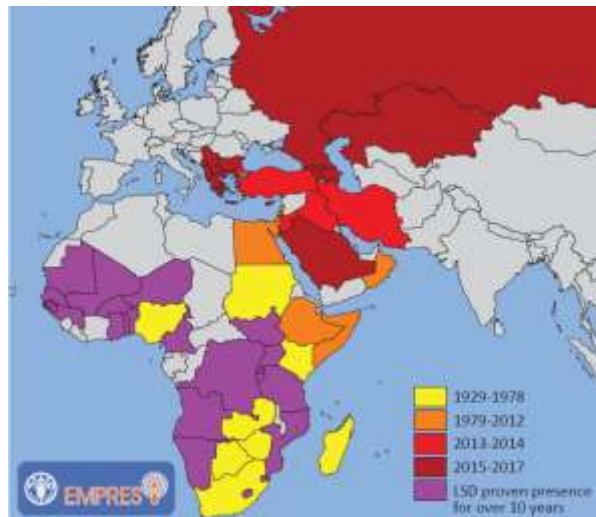 1929-1978
1979-2012
2013-2014
2015-2017
LSD proven presence
for over 10 years
EMPRES